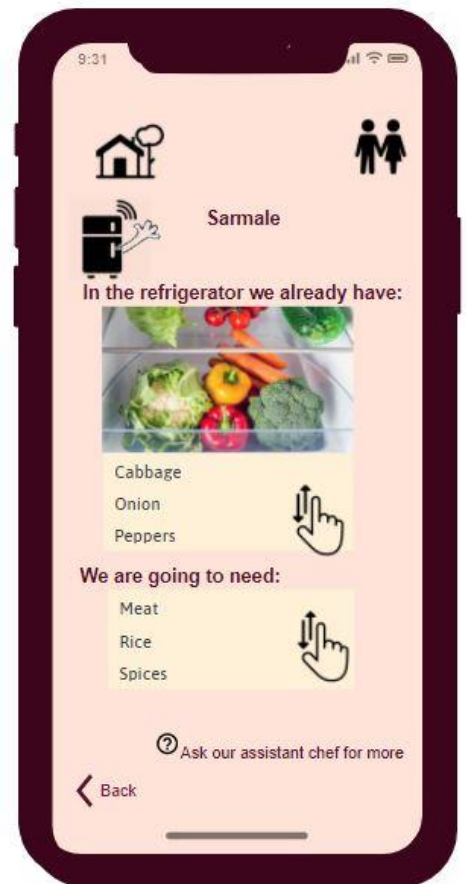 9:31
Sarmale
In the refrigerator we already have:
Cabbage
Onion
Peppers
We are going to need:
Meat
Rice
Spices
? Ask our assistant chef for more
Back